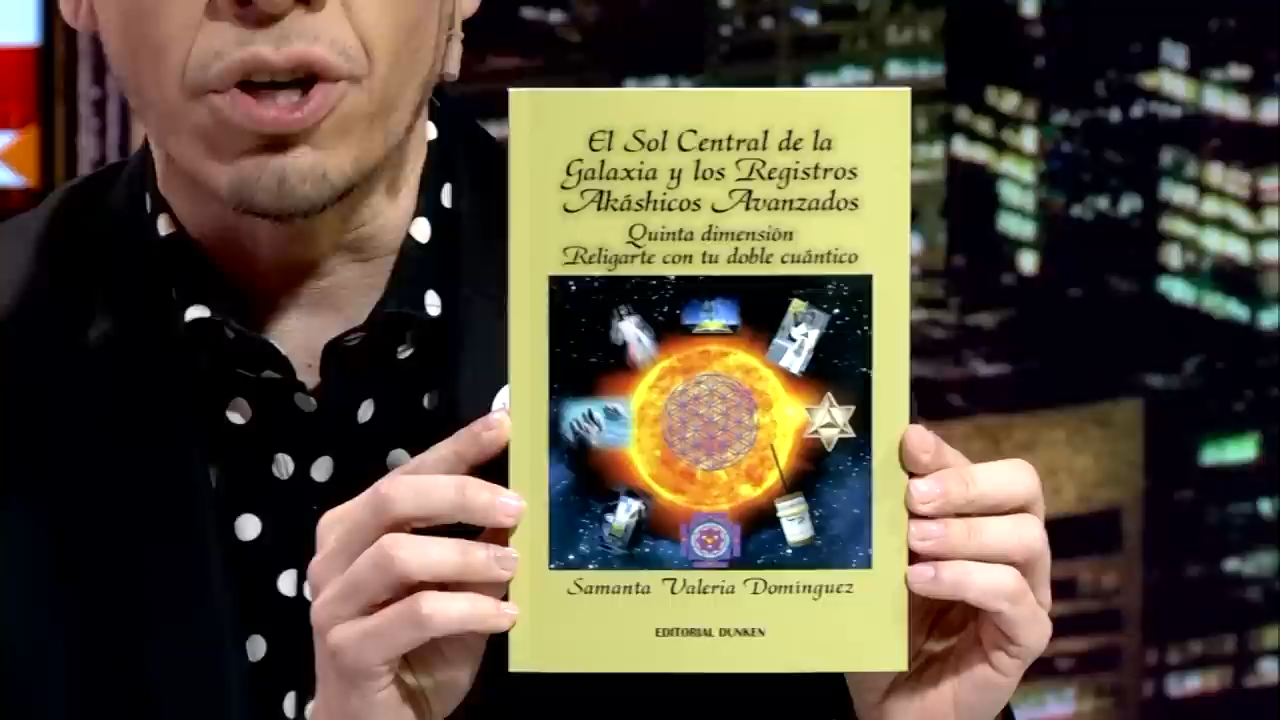 El Sol Central de la
Galaxia y los Registros
Akáshicos Avanzados
Quinta dimensión
Religarte con tu doble cuántico
Samanta Valeria Domínguez
EDITORIAL DUNKEN